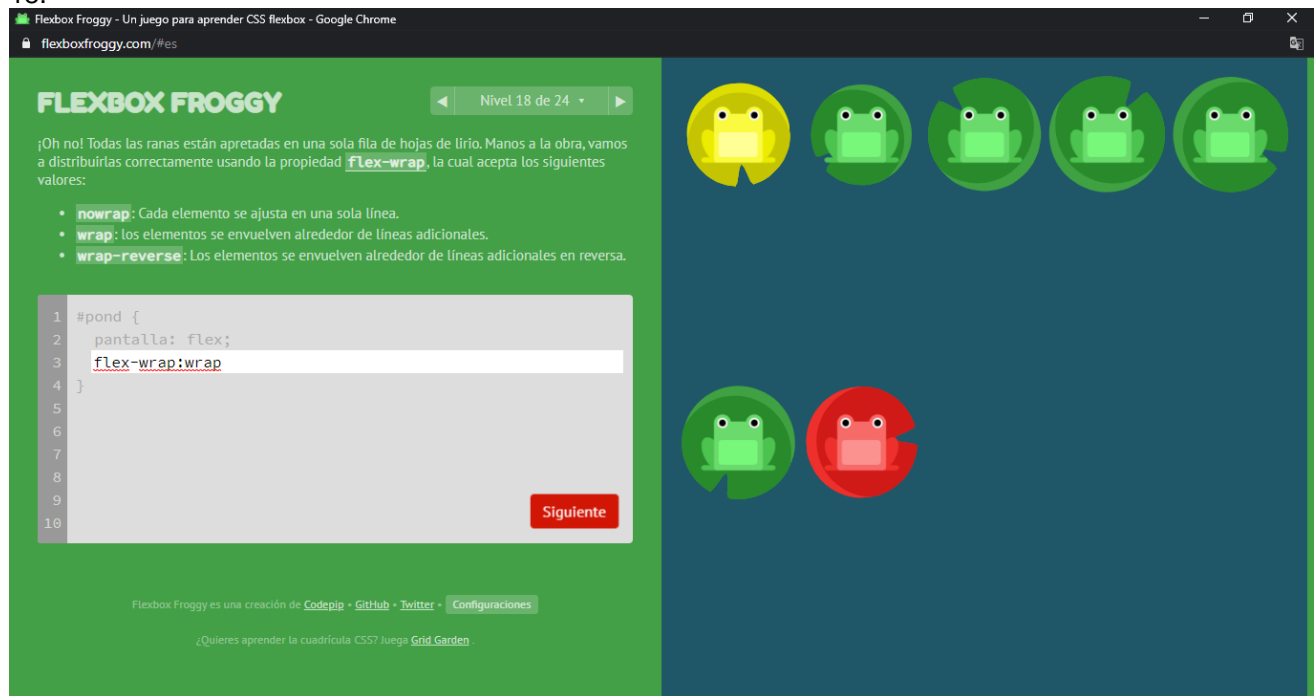 18.
Flexbox Froggy - Un juego para aprender CSS flexbox - Google Chrome
flexboxfroggy.com/#es
FLEXBOX FROGGY
Nivel 18 de 24
¡Oh no! Todas las ranas están apretadas en una sola fila de hojas de lirio. Manos a la obra, vamos
a distribuirlas correctamente usando la propiedad flex-wrap, la cual acepta los siguientes
valores:
• nowrap: Cada elemento se ajusta en una sola línea.
• wrap: los elementos se envuelven alrededor de líneas adicionales.
• wrap-reverse: Los elementos se envuelven alrededor de líneas adicionales en reversa.
1 #pond {
2 pantalla: flex;
3 flex-wrap:wrap
4 }
5
6
7
8
9
10
Siguiente
Flexbox Froggy es una creación de Codepip • GitHub • Twitter • Configuraciones
¿Quieres aprender la cuadrícula CSS? Juega Grid Garden .